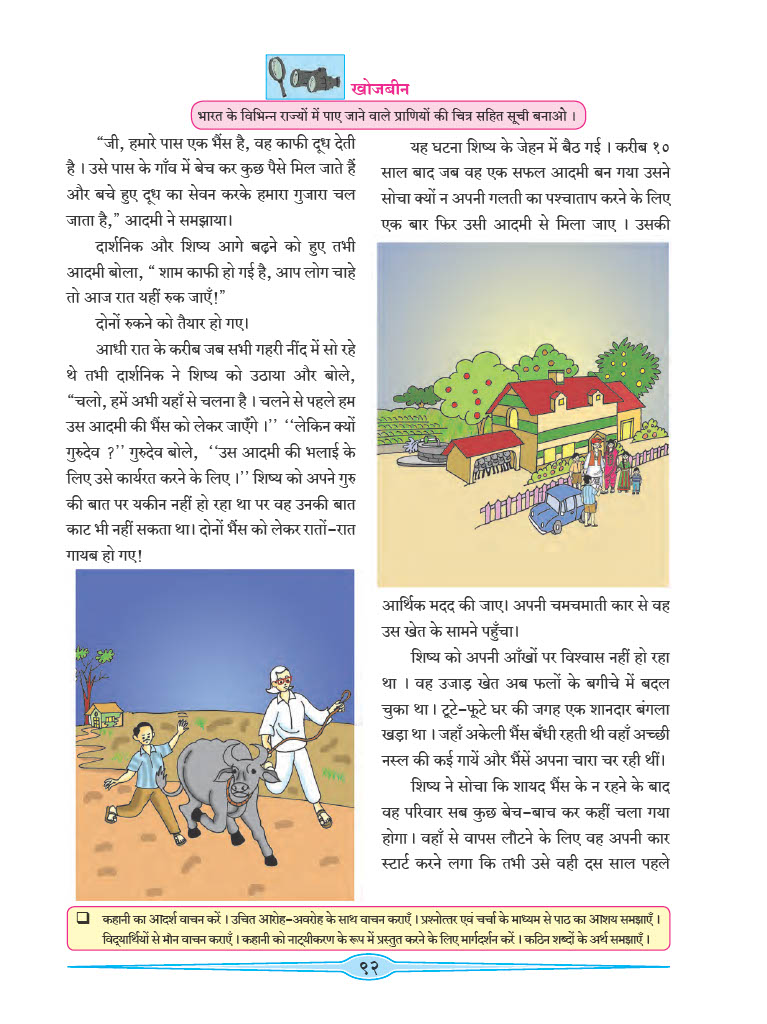 खोजबीन
भारत के विभिन्न राज्यों में पाए जाने वाले प्राणियों की चित्र सहित सूची बनाओ ।
“जी, हमारे पास एक भैंस है, वह काफी दूध देती
है । उसे पास के गाँव में बेच कर कुछ पैसे मिल जाते हैं
और बचे हुए दूध का सेवन करके हमारा गुजारा चल
जाता है,” आदमी ने समझाया।
दार्शनिक और शिष्य आगे बढ़ने को हुए तभी
आदमी बोला, “ शाम काफी हो गई है, आप लोग चाहे
तो आज रात यहीं रुक जाएँ!”
दोनों रुकने को तैयार हो गए।
आधी रात के करीब जब सभी गहरी नींद में सो रहे
थे तभी दार्शनिक ने शिष्य को उठाया और बोले,
“चलो, हमें अभी यहाँ से चलना है । चलने से पहले हम
उस आदमी की भैंस को लेकर जाएँगे ।’’ ‘‘लेकिन क्यों
गुरुदेव ?’’ गुरुदेव बोले, ‘‘उस आदमी की भलाई के
लिए उसे कार्यरत करने के लिए ।’’ शिष्य को अपने गुरु
की बात पर यकीन नहीं हो रहा था पर वह उनकी बात
काट भी नहीं सकता था। दोनों भैंस को लेकर रातों-रात
गायब हो गए!
यह घटना शिष्य के जेहन में बैठ गई । करीब १०
साल बाद जब वह एक सफल आदमी बन गया उसने
सोचा क्यों न अपनी गलती का पश्चाताप करने के लिए
एक बार फिर उसी आदमी से मिला जाए । उसकी
आर्थिक मदद की जाए। अपनी चमचमाती कार से वह
उस खेत के सामने पहुँचा।
शिष्य को अपनी आँखों पर विश्वास नहीं हो रहा
था । वह उजाड़ खेत अब फलों के बगीचे में बदल
चुका था। टूटे-फूटे घर की जगह एक शानदार बंगला
खड़ा था। जहाँ अकेली भैंस बँधी रहती थी वहाँ अच्छी
नस्ल की कई गायें और भैंसें अपना चारा चर रही थीं।
शिष्य ने सोचा कि शायद भैंस के न रहने के बाद
वह परिवार सब कुछ बेच-बाच कर कहीं चला गया
होगा। वहाँ से वापस लौटने के लिए वह अपनी कार
स्टार्ट करने लगा कि तभी उसे वही दस साल पहले
❑ कहानी का आदर्श वाचन करें । उचित आरोह-अवरोह के साथ वाचन कराएँ । प्रश्नोत्तर एवं चर्चा के माध्यम से पाठ का आशय समझाएँ ।
विद्यार्थियों से मौन वाचन कराएँ । कहानी को नाट्यीकरण के रूप में प्रस्तुत करने के लिए मार्गदर्शन करें । कठिन शब्दों के अर्थ समझाएँ ।
९२